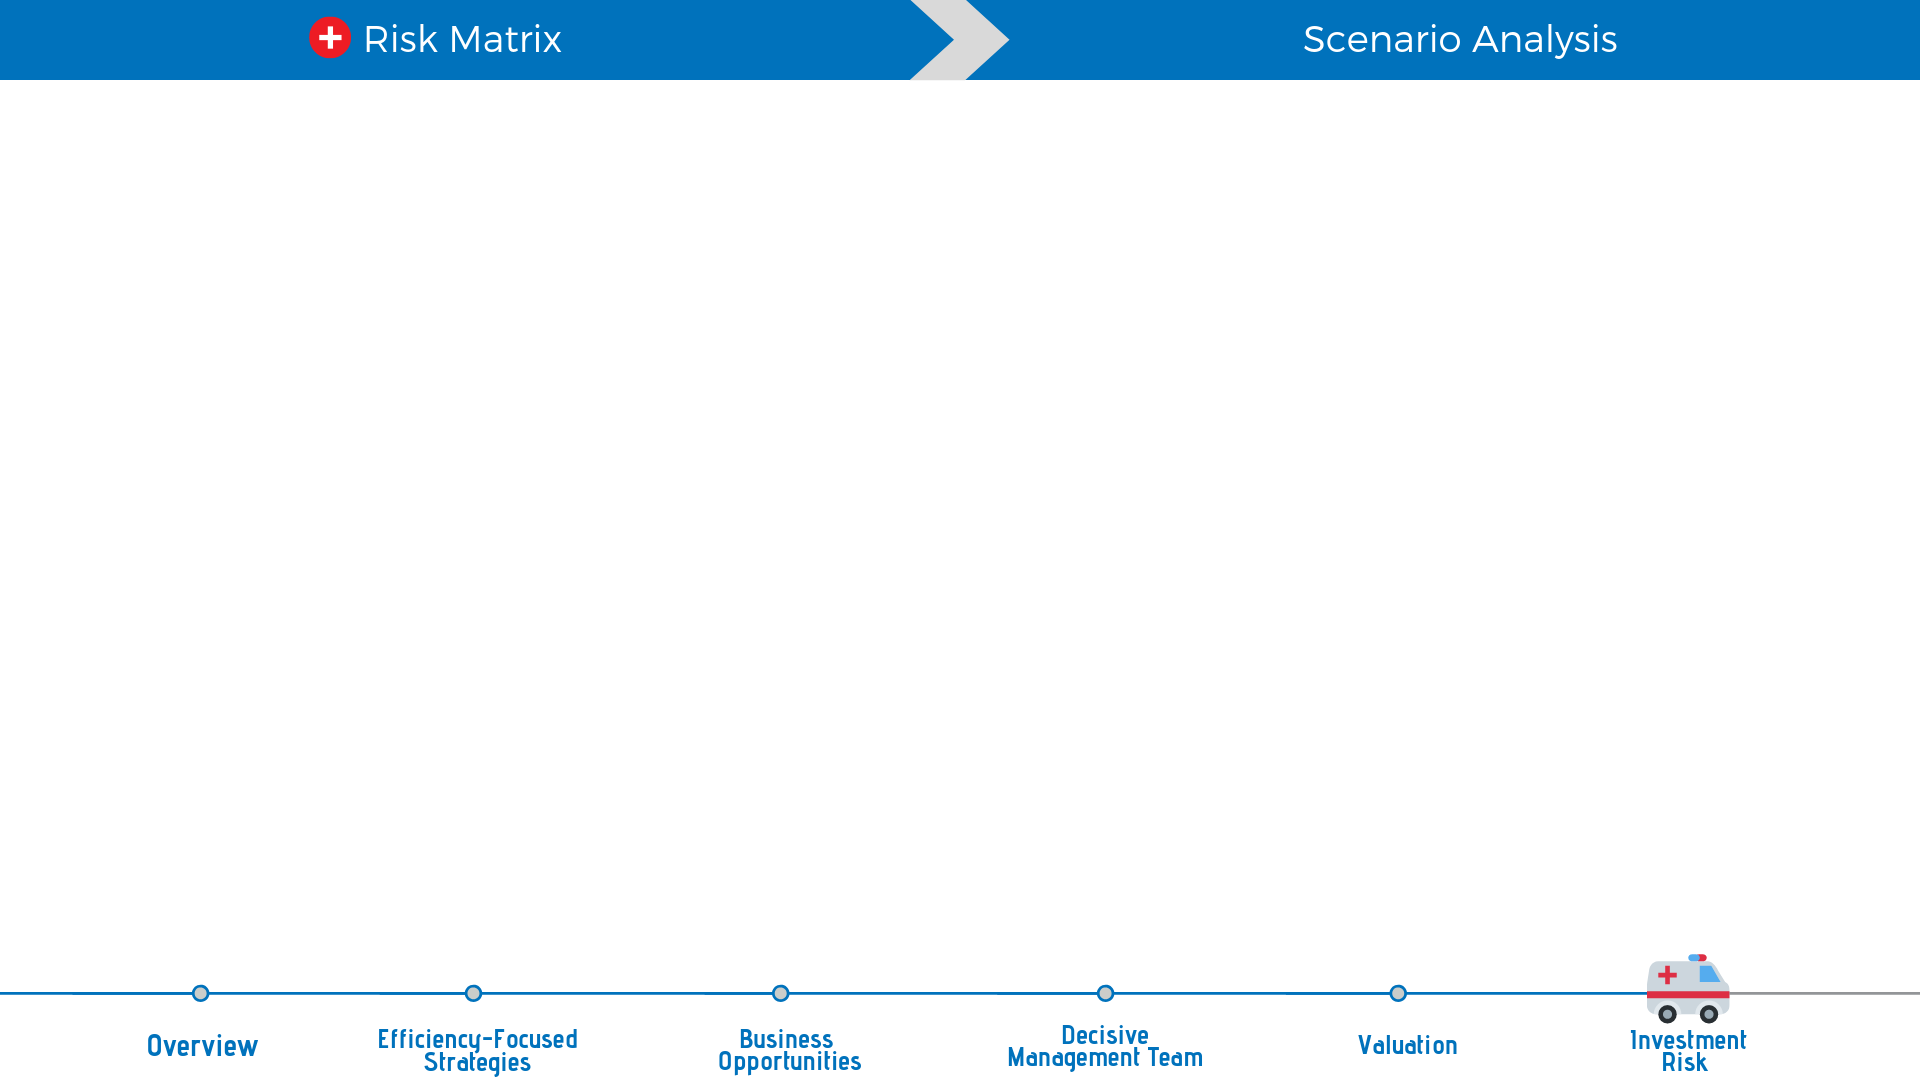 Risk Matrix
Scenario Analysis
Overview
Efficiency-Focused
Strategies
Business
Opportunities
Decisive
Management Team
Valuation
Investment
Risk